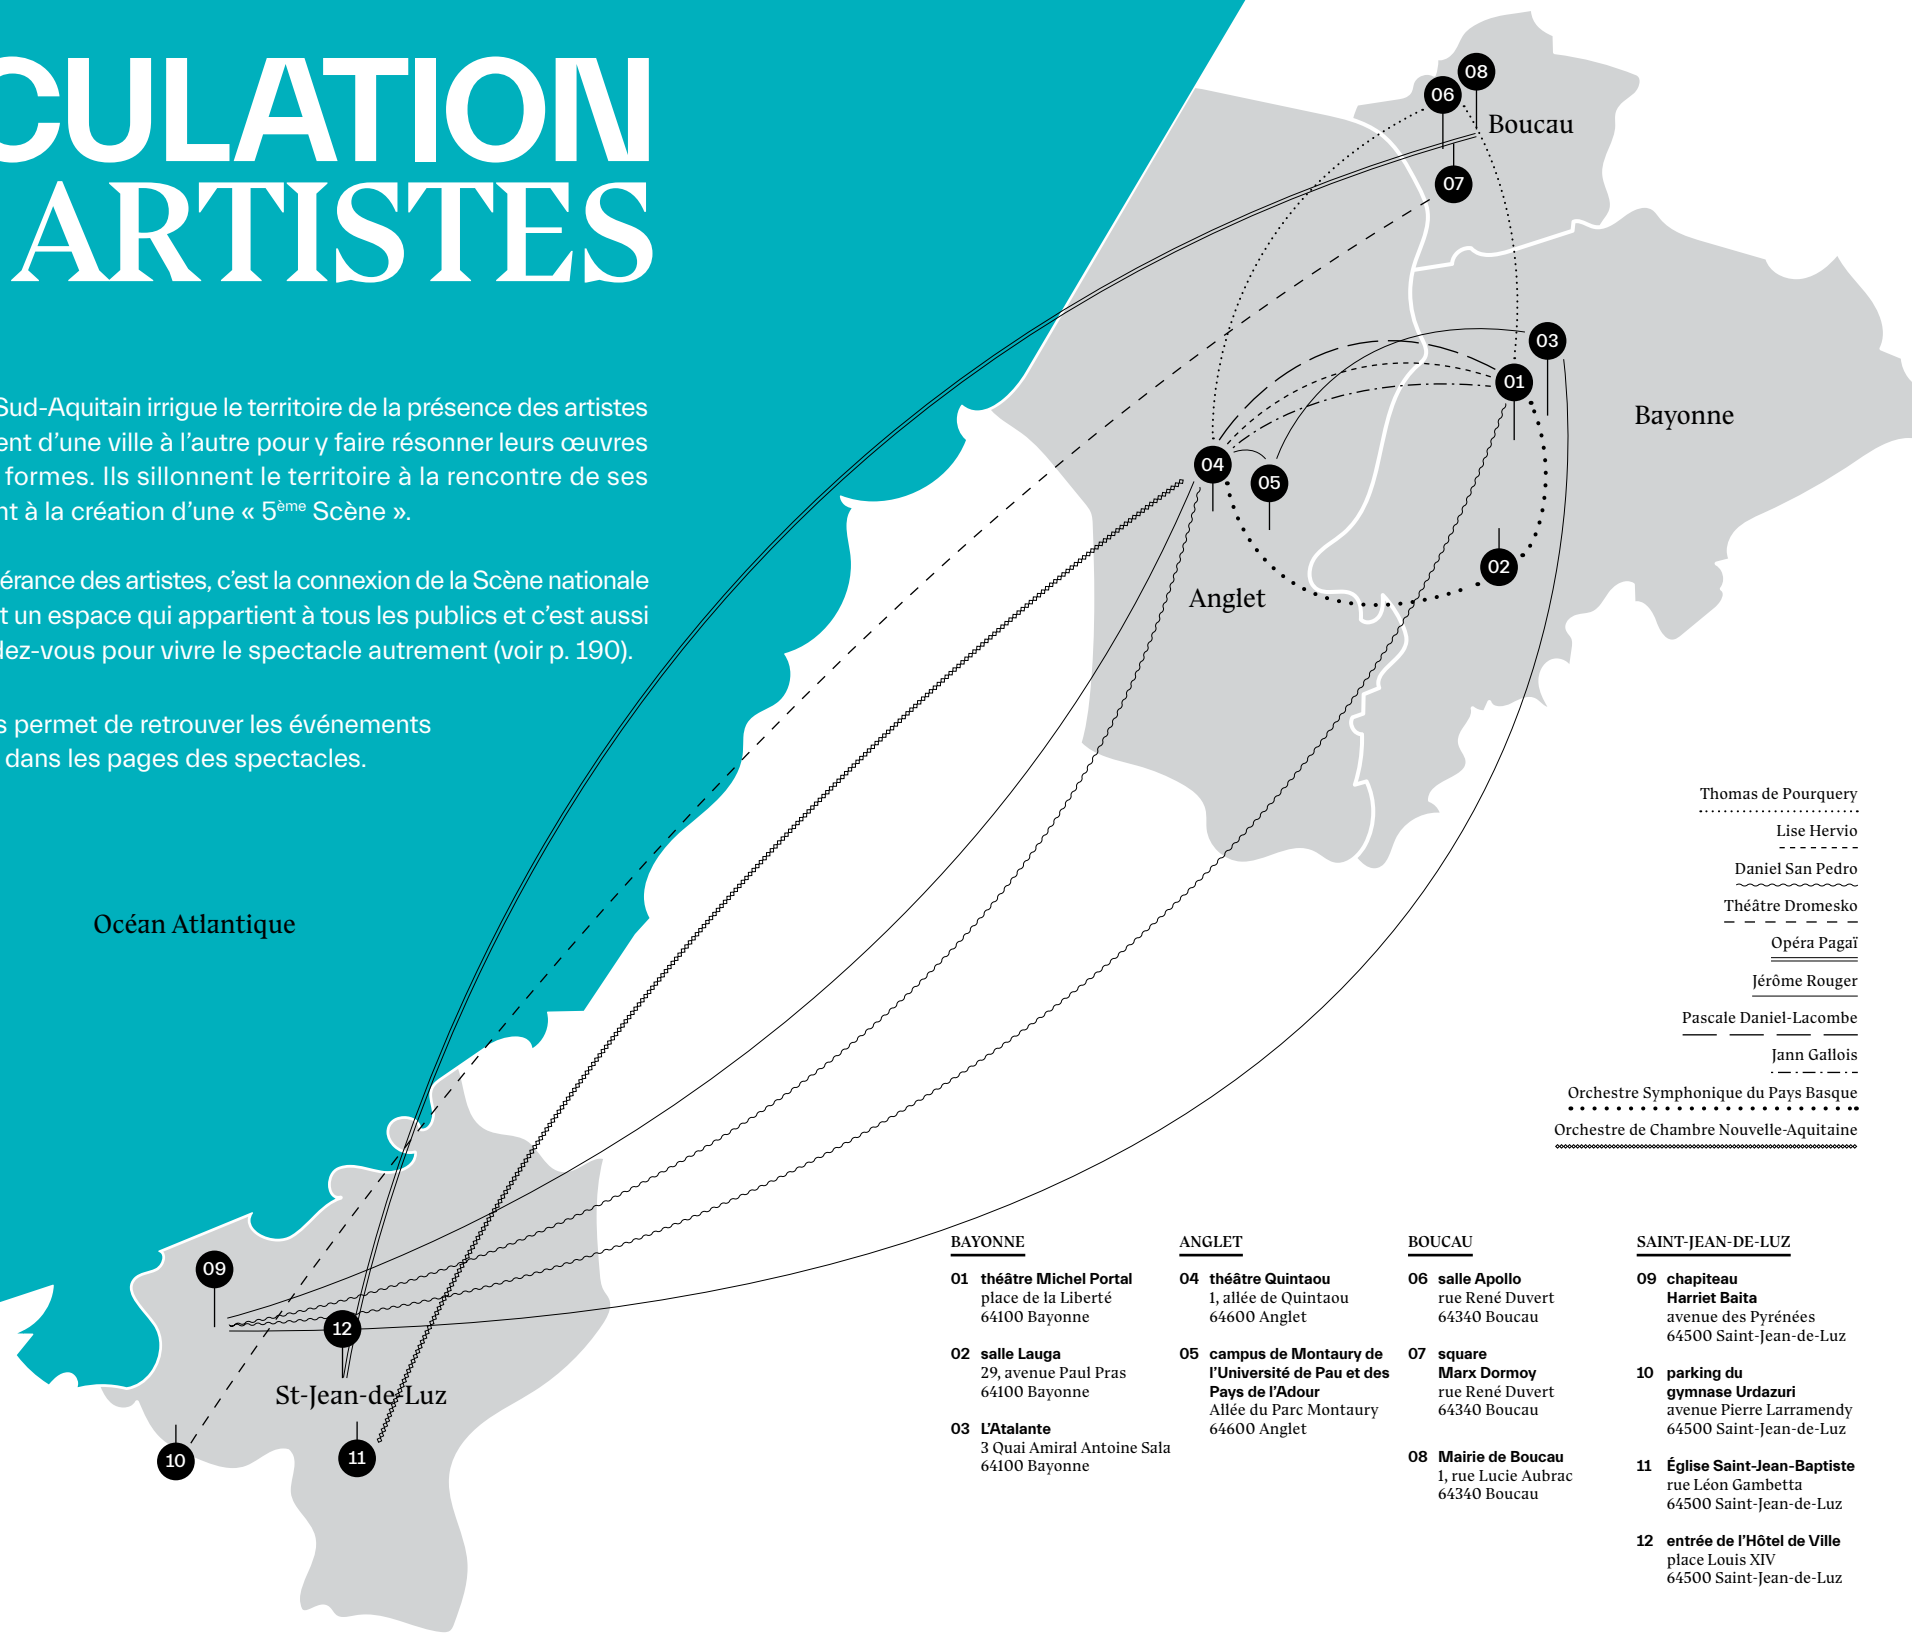 CULATION
ARTISTES
Sud-Aquitain irrigue le territoire de la présence des artistes
ent d'une ville à l'autre pour y faire résonner leurs œuvres
formes. Ils sillonnent le territoire à la rencontre de ses
nt à la création d'une « 5ème Scène ».
érance des artistes, c'est la connexion de la Scène nationale
t un espace qui appartient à tous les publics et c'est aussi
dez-vous pour vivre le spectacle autrement (voir p. 190).
s permet de retrouver les événements
dans les pages des spectacles.
08
06
Boucau
07
03
01
Bayonne
04
05
02
Anglet
Océan Atlantique
09
12
St-Jean-de-Luz
10
11
Thomas de Pourquery
Lise Hervio
Daniel San Pedro
Théâtre Dromesko
Opéra Pagaï
Jérôme Rouger
Pascale Daniel-Lacombe
Jann Gallois
Orchestre Symphonique du Pays Basque
Orchestre de Chambre Nouvelle-Aquitaine
BAYONNE
01 théâtre Michel Portal
place de la Liberté
64100 Bayonne
02 salle Lauga
29, avenue Paul Pras
64100 Bayonne
03 L'Atalante
3 Quai Amiral Antoine Sala
64100 Bayonne
ANGLET
04 théâtre Quintaou
1, allée de Quintaou
64600 Anglet
05 campus de Montaury de
l'Université de Pau et des
Pays de l'Adour
Allée du Parc Montaury
64600 Anglet
BOUCAU
06 salle Apollo
rue René Duvert
64340 Boucau
07 square
Marx Dormoy
rue René Duvert
64340 Boucau
08 Mairie de Boucau
1, rue Lucie Aubrac
64340 Boucau
SAINT-JEAN-DE-LUZ
09 chapiteau
Harriet Baita
avenue des Pyrénées
64500 Saint-Jean-de-Luz
10 parking du
gymnase Urdazuri
avenue Pierre Larramendy
64500 Saint-Jean-de-Luz
11 Église Saint-Jean-Baptiste
rue Léon Gambetta
64500 Saint-Jean-de-Luz
12 entrée de l'Hôtel de Ville
place Louis XIV
64500 Saint-Jean-de-Luz